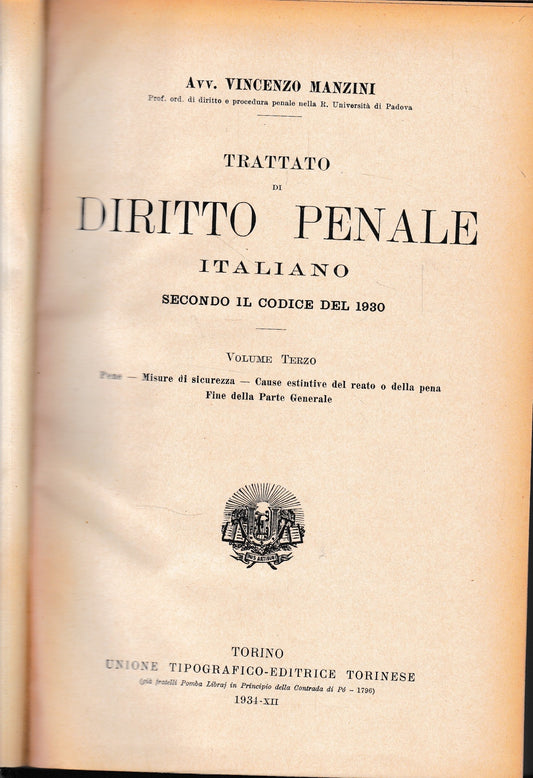 Avv. VINCENZO MANZINI
Prof. ord. di diritto e procedura penale nella R. Università di Padova
TRATTATO
DI
DIRITTO PENALE
ITALIANO
SECONDO IL CODICE DEL 1930
VOLUME TERZO
Pene — Misure di sicurezza — Cause estintive del reato o della pena
Fine della Parte Generale
TORINO
UNIONE TIPOGRAFICO-EDITRICE TORINESE
(già fratelli Pomba Libraj in Principio della Contrada di Pò - 1796)
1934-XII